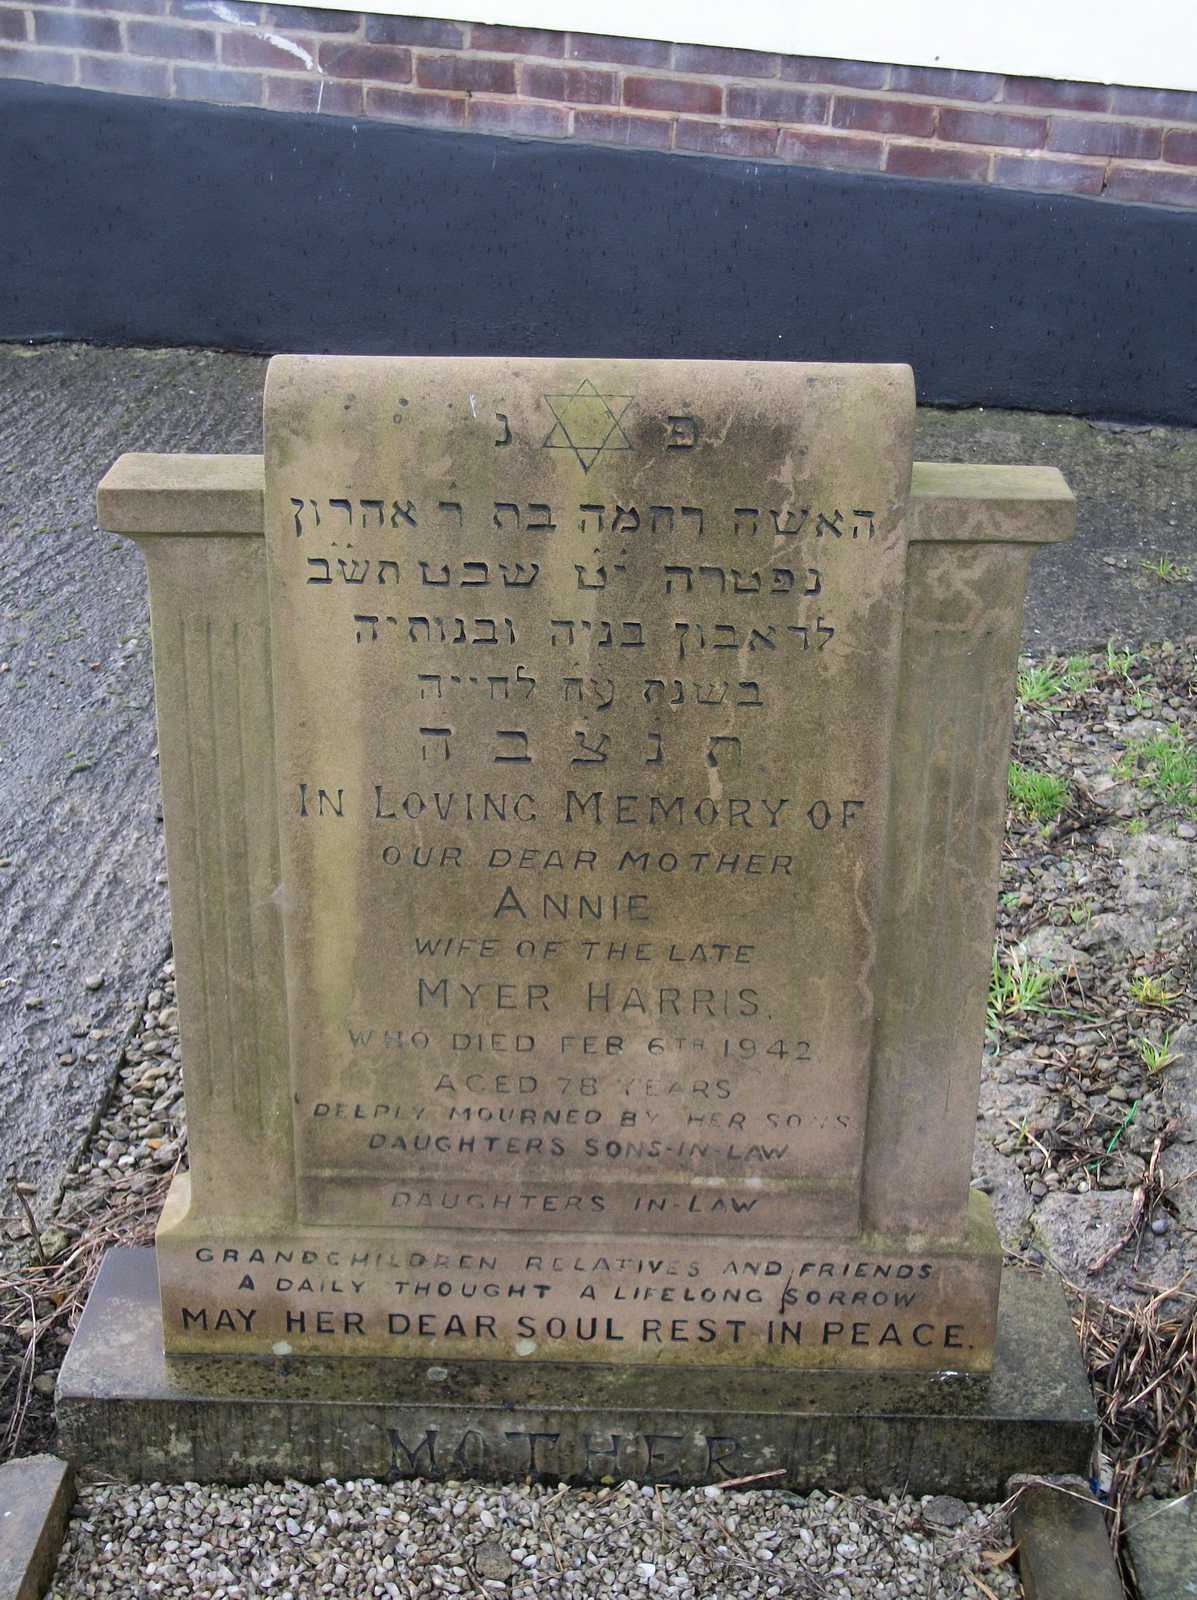 פ נ
האשה רחמה בת ר אהרון
נפטרה י״ט שבט תש״ב
לדאבון בניה ובנותיה
בשנת עח לחייה
ת נ צ ב ה
IN LOVING MEMORY OF
OUR DEAR MOTHER
ANNIE
WIFE OF THE LATE
MYER HARRIS.
WHO DIED FEB 6TH 1942
AGED 78 YEARS
DEEPLY MOURNED BY HER SONS
DAUGHTERS SONS-IN-LAW
DAUGHTERS IN-LAW
GRANDCHILDREN RELATIVES AND FRIENDS
A DAILY THOUGHT A LIFELONG SORROW
MAY HER DEAR SOUL REST IN PEACE.
MOTHER